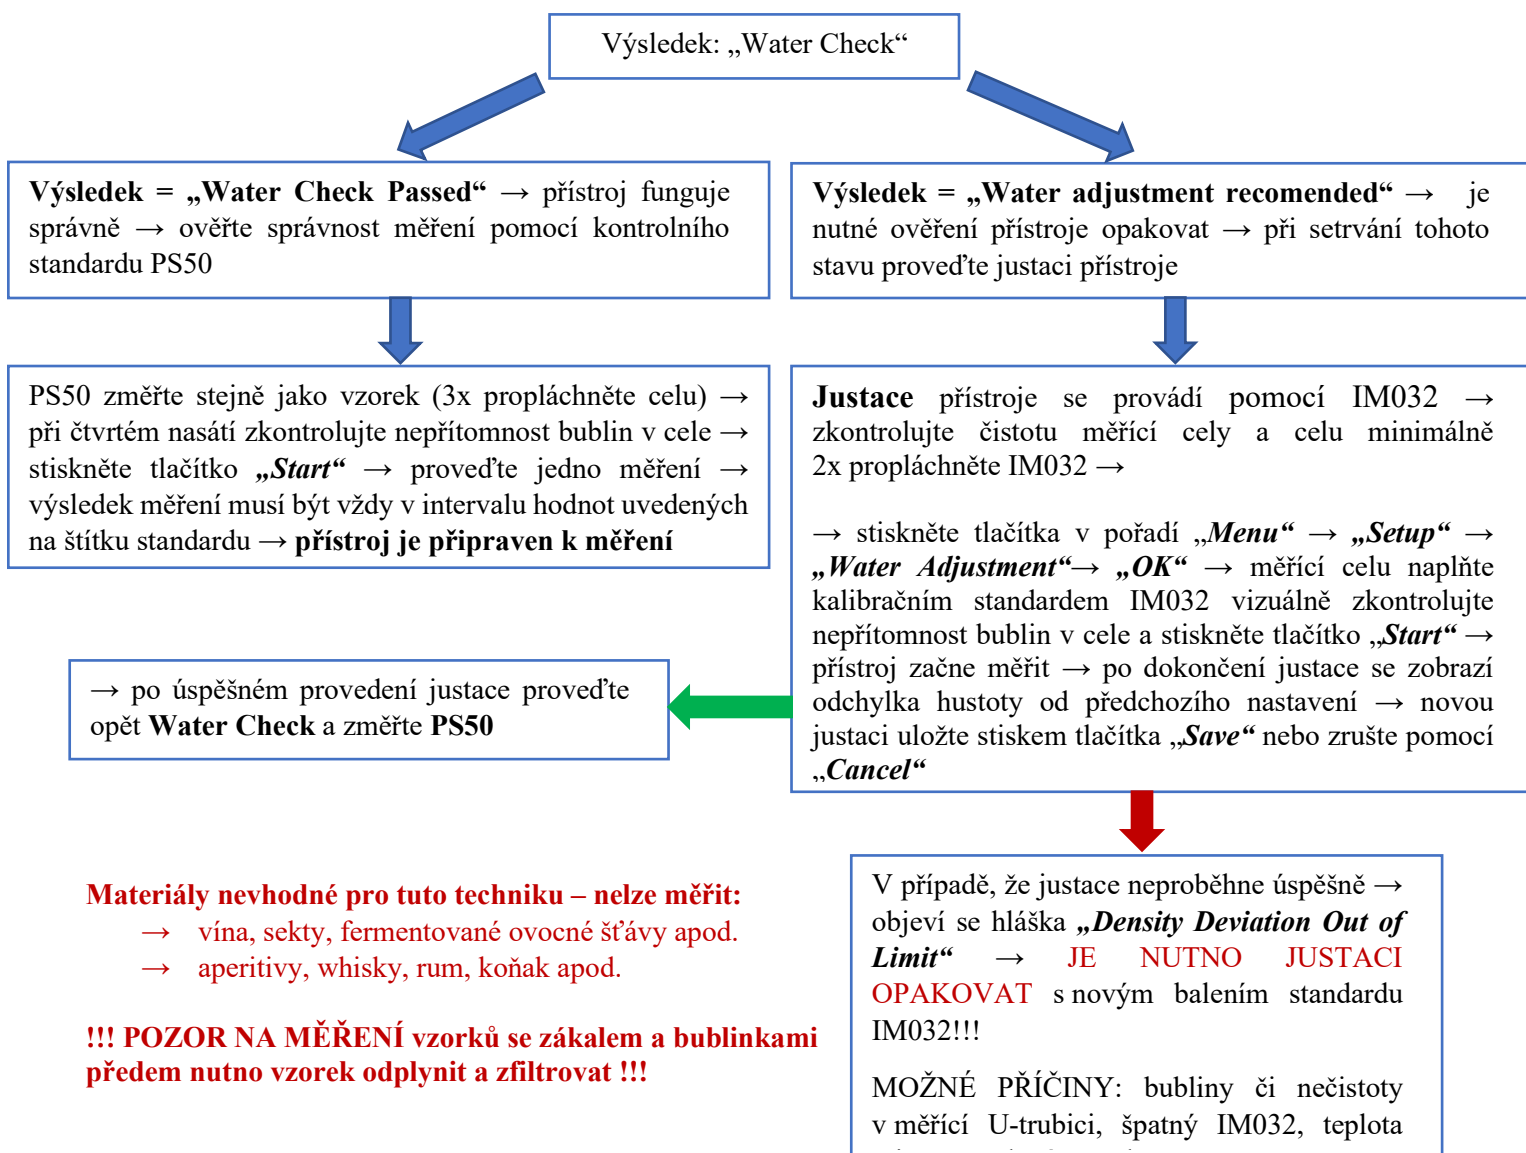 Výsledek: „Water Check“
Výsledek = „Water Check Passed“ → přístroj funguje
správně → ověřte správnost měření pomocí kontrolního
standardu PS50
Výsledek = „Water adjustment recomended“ → je
nutné ověření přístroje opakovat → při setrvání tohoto
stavu proveďte justaci přístroje
PS50 změřte stejně jako vzorek (3x propláchněte celu) →
při čtvrtém nasátí zkontrolujte nepřítomnost bublin v cele →
stiskněte tlačítko „Start“ → proveďte jedno měření →
výsledek měření musí být vždy v intervalu hodnot uvedených
na štítku standardu → přístroj je připraven k měření
Justace přístroje se provádí pomocí IM032 →
zkontrolujte čistotu měřící cely a celu minimálně
2x propláchněte IM032 →
→ stiskněte tlačítka v pořadí „Menu“ → „Setup“ →
„Water Adjustment“→ „OK“ → měřící celu naplňte
kalibračním standardem IM032 vizuálně zkontrolujte
nepřítomnost bublin v cele a stiskněte tlačítko „Start“ →
přístroj začne měřit → po dokončení justace se zobrazí
odchylka hustoty od předchozího nastavení → novou
justaci uložte stiskem tlačítka „Save“ nebo zrušte pomocí
„Cancel“
→ po úspěšném provedení justace proveďte
opět Water Check a změřte PS50
Materiály nevhodné pro tuto techniku – nelze měřit:
→ vína, sekty, fermentované ovocné šťávy apod.
→ aperitivy, whisky, rum, koňak apod.
!!! POZOR NA MĚŘENÍ vzorků se zákalem a bublinkami
předem nutno vzorek odplynit a zfiltrovat !!!
V případě, že justace neproběhne úspěšně →
objeví se hláška „Density Deviation Out of
Limit“ → JE NUTNO JUSTACI
OPAKOVAT s novým balením standardu
IM032!!!
MOŽNÉ PŘÍČINY: bubliny či nečistoty
v měřící U-trubici, špatný IM032, teplota